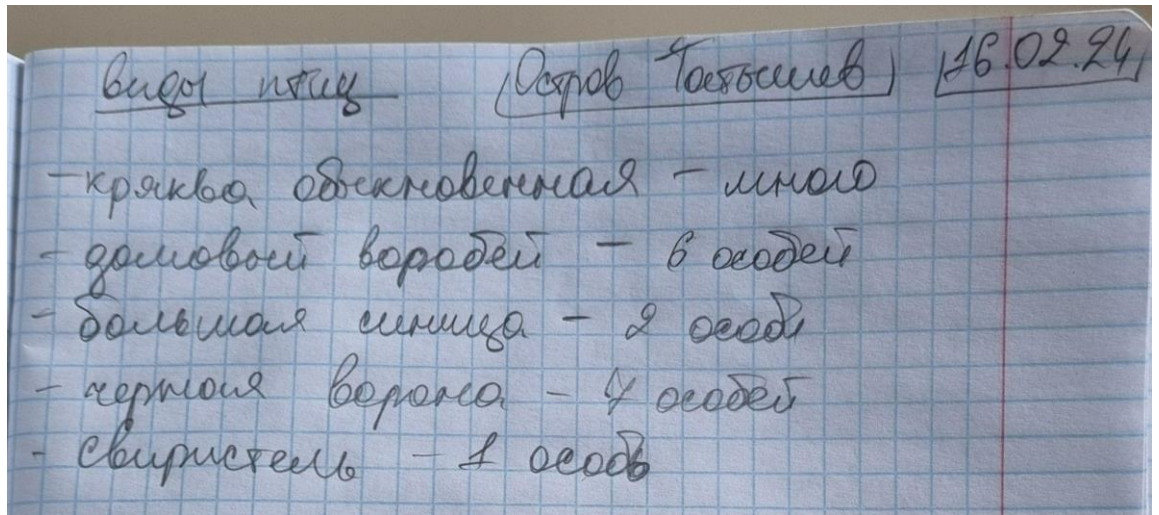 виды птиц (Остров Татышев) 16.02.24
- кряква обыкновенная - много
- домовый воробей - 6 особей
- большая синица - 2 особи
- черная ворона - 7 особей
- свиристель - 1 особь